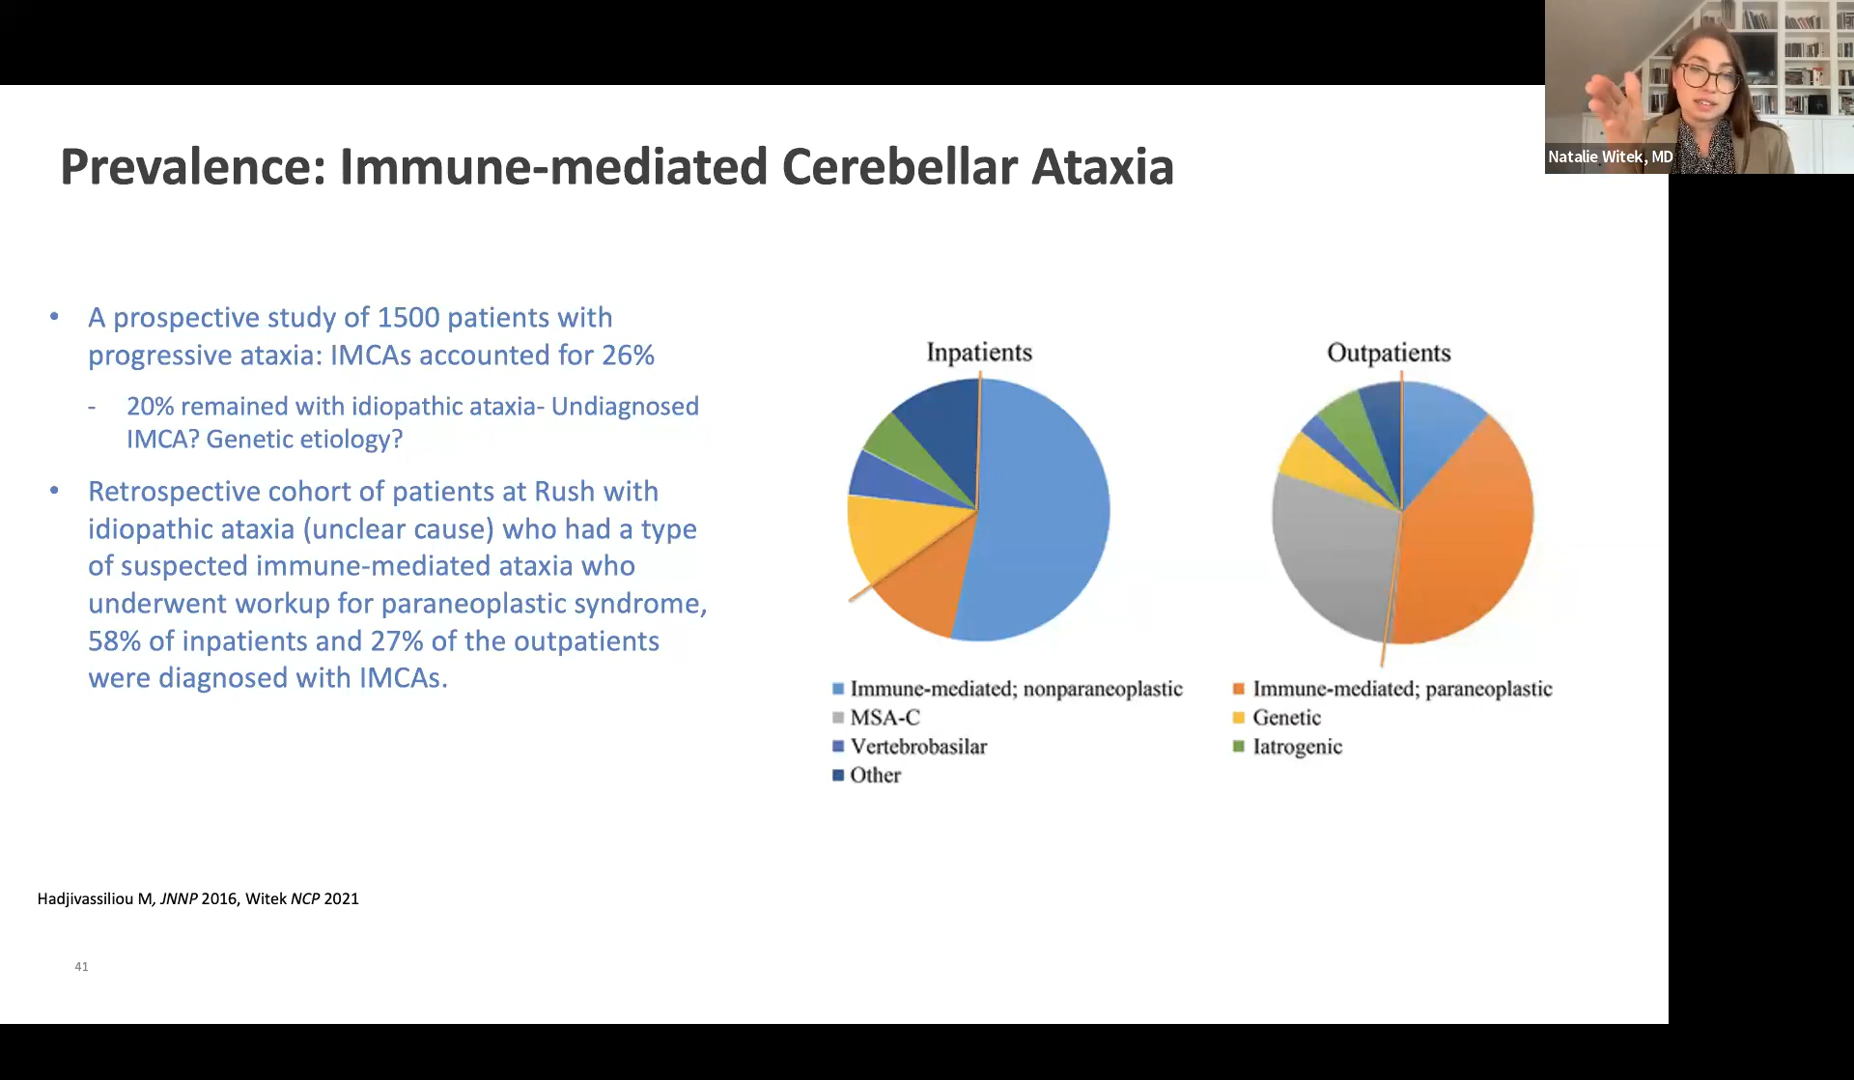 Natalie Witek, MD
Prevalence: Immune-mediated Cerebellar Ataxia
• A prospective study of 1500 patients with
progressive ataxia: IMCAs accounted for 26%
- 20% remained with idiopathic ataxia- Undiagnosed
IMCA? Genetic etiology?
• Retrospective cohort of patients at Rush with
idiopathic ataxia (unclear cause) who had a type
of suspected immune-mediated ataxia who
underwent workup for paraneoplastic syndrome,
58% of inpatients and 27% of the outpatients
were diagnosed with IMCAs.
Inpatients
Outpatients
Immune-mediated; nonparaneoplastic
Immune-mediated; paraneoplastic
MSA-C
Genetic
Vertebrobasilar
Iatrogenic
Other
Hadjivassiliou M, JNNP 2016, Witek NCP 2021
41